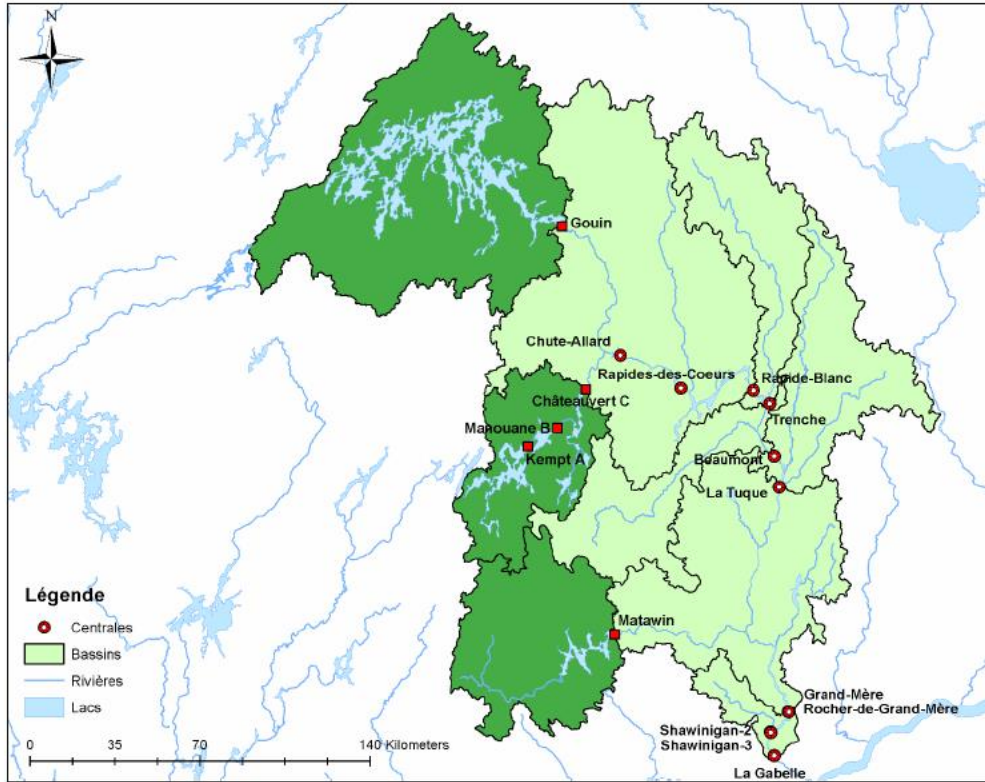 N
Gouin
Chute-Allard
Rapides-des-Coeurs
Rapide-Blanc
Châteauvert C
Trenche
Manouane B
Kempt A
Beaumont
La Tuque
Matawin
Grand-Mère
Rocher-de-Grand-Mère
Shawinigan-2
Shawinigan-3
La Gabelle
Légende
Centrales
Bassins
Rivières
Lacs
0 35 70 140 Kilometers